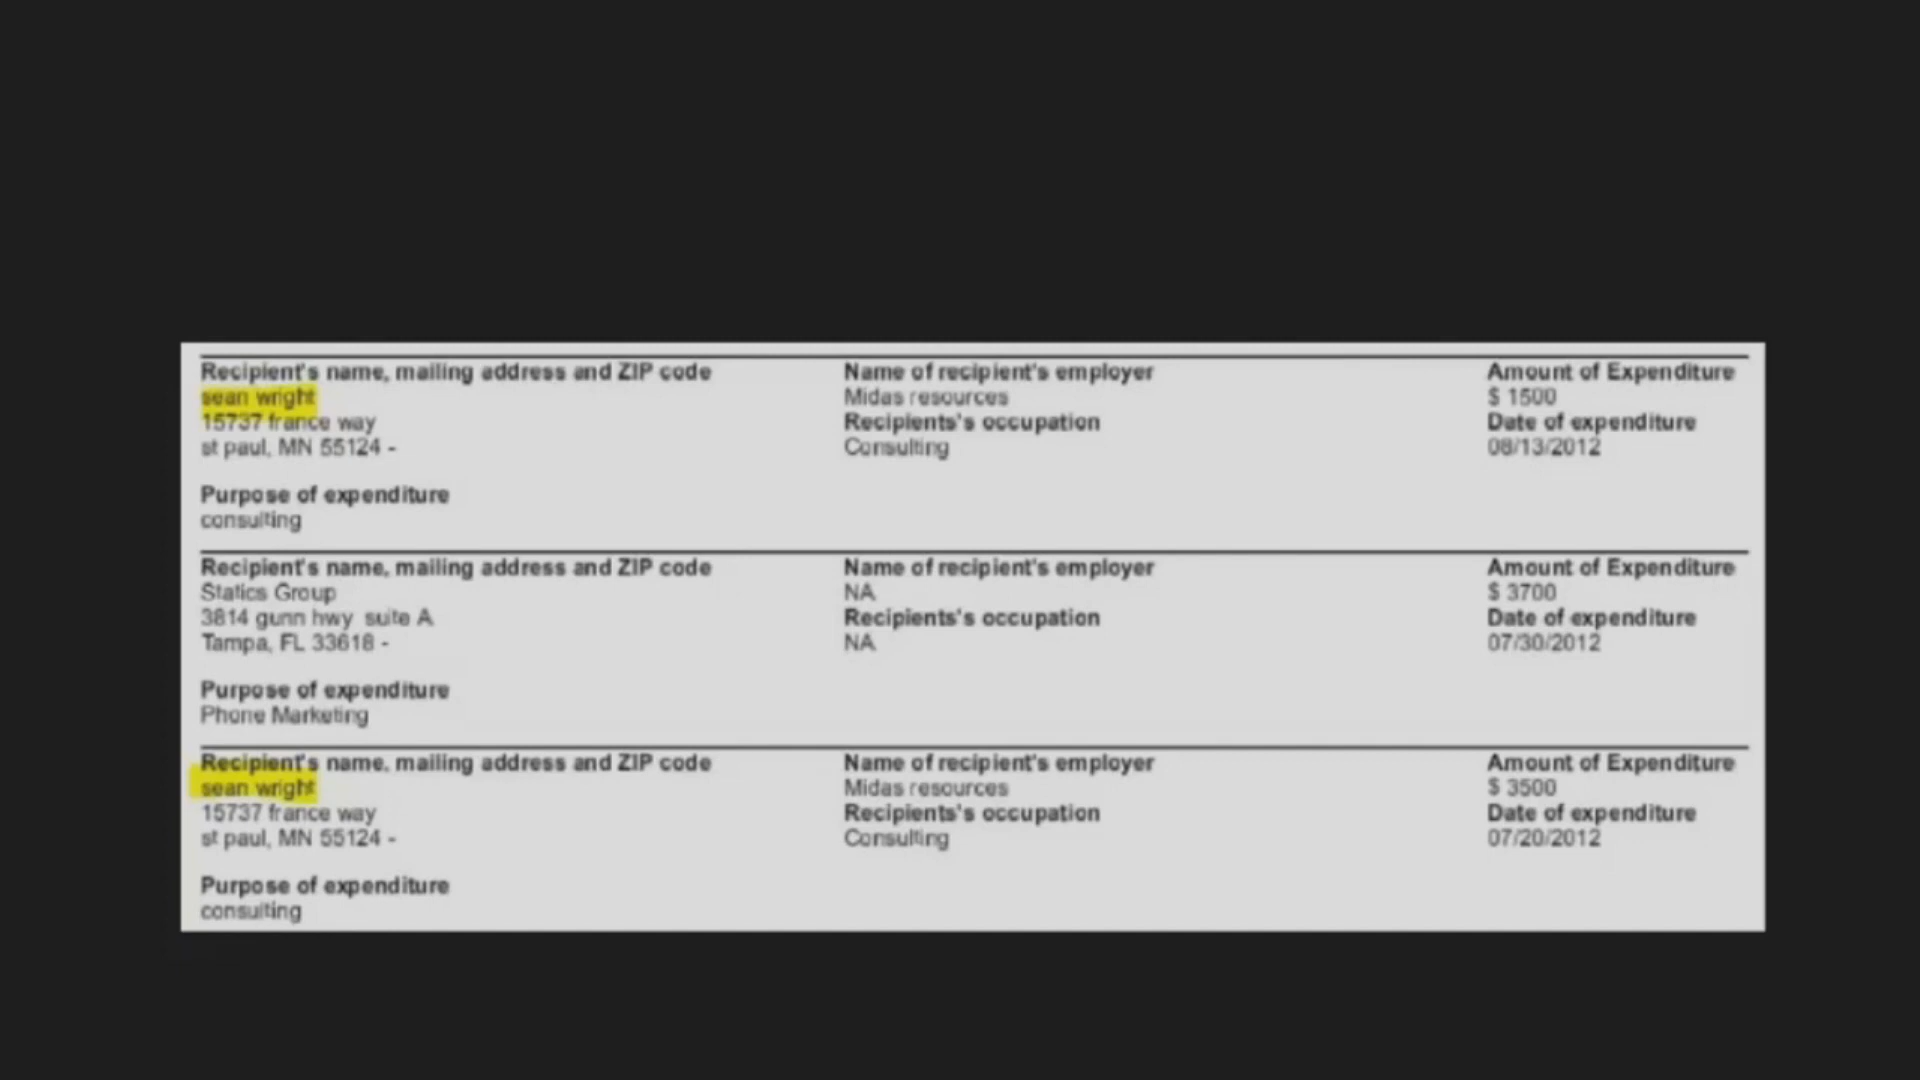 Recipient's name, mailing address and ZIP code Name of recipient's employer Amount of Expenditure
sean wright Midas resources $ 1500
15737 france way Recipients's occupation Date of expenditure
st paul, MN 55124 - Consulting 08/13/2012
Purpose of expenditure
consulting
Recipient's name, mailing address and ZIP code Name of recipient's employer Amount of Expenditure
Statics Group NA $ 3700
3814 gunn hwy suite A Recipients's occupation Date of expenditure
Tampa, FL 33618 - NA 07/30/2012
Purpose of expenditure
Phone Marketing
Recipient's name, mailing address and ZIP code Name of recipient's employer Amount of Expenditure
sean wright Midas resources $ 3500
15737 france way Recipients's occupation Date of expenditure
st paul, MN 55124 - Consulting 07/20/2012
Purpose of expenditure
consulting